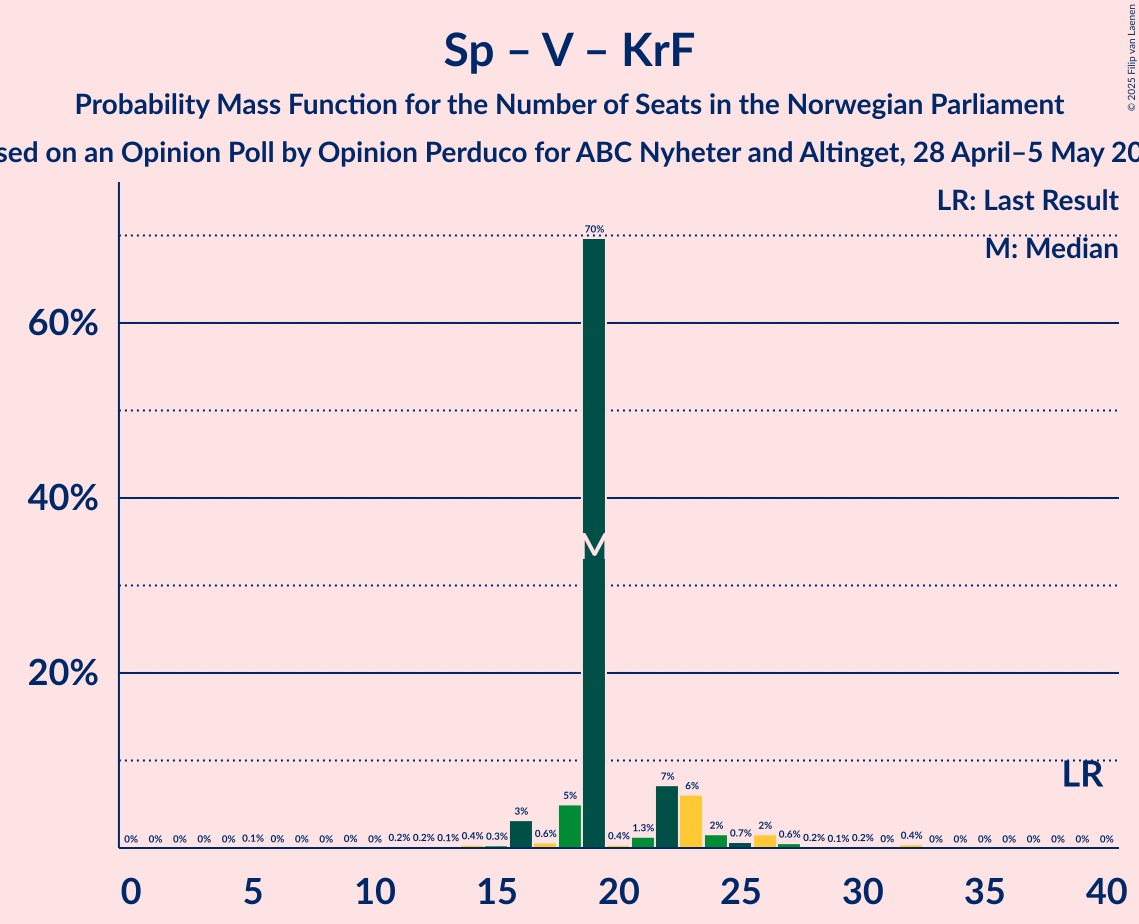 Sp – V – KrF
Probability Mass Function for the Number of Seats in the Norwegian Parliament
sed on an Opinion Poll by Opinion Perduco for ABC Nyheter and Altinget, 28 April–5 May 20
© 2025 Filip van Laenen
LR: Last Result
M: Median
60%
40%
20%
M
LR
0% 0% 0% 0% 0% 0.1% 0% 0% 0% 0% 0% 0.2% 0.2% 0.1% 0.4% 0.3% 3% 0.6% 5% 70% 0.4% 1.3% 7% 6% 2% 0.7% 2% 0.6% 0.2% 0.1% 0.2% 0% 0.4% 0% 0% 0% 0% 0% 0% 0% 0%
0 5 10 15 20 25 30 35 40